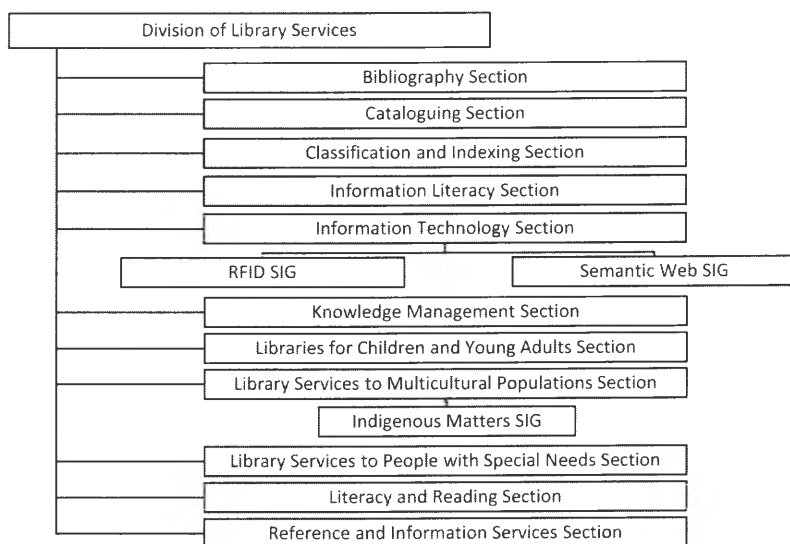 Division of Library Services
Bibliography Section
Cataloguing Section
Classification and Indexing Section
Information Literacy Section
Information Technology Section
RFID SIG
Semantic Web SIG
Knowledge Management Section
Libraries for Children and Young Adults Section
Library Services to Multicultural Populations Section
Indigenous Matters SIG
Library Services to People with Special Needs Section
Literacy and Reading Section
Reference and Information Services Section